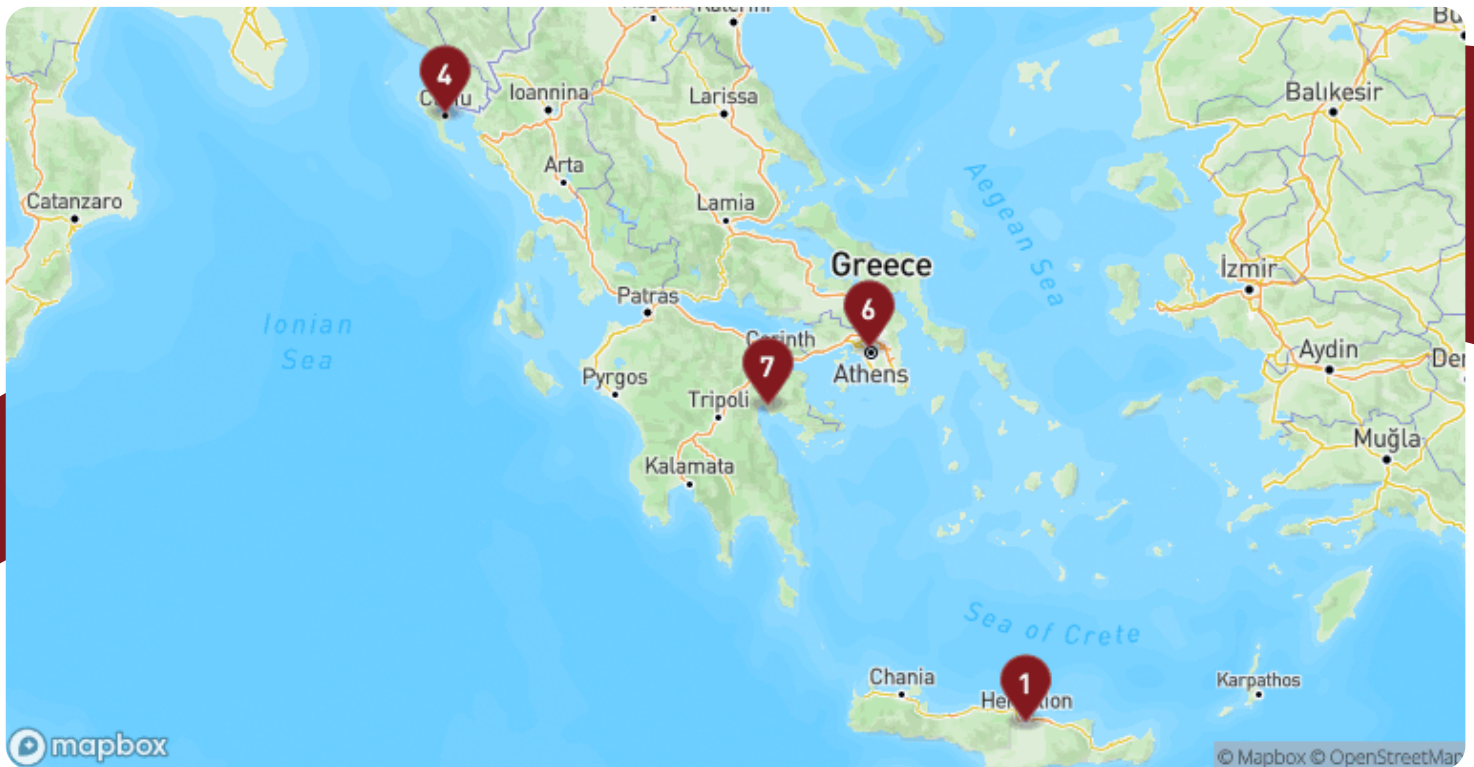 4
Ioannina
Larissa
Balıkesir
Arta
Catanzaro
Lamia
Aegean Sea
Greece
İzmir
Patras
6
Ionian
Sea
Corinth
7
Athens
Aydin
Pyrgos
Tripoli
Muğla
Kalamata
Sea of Crete
Chania
1
Karpathos
mapbox
© Mapbox © OpenStreetMap